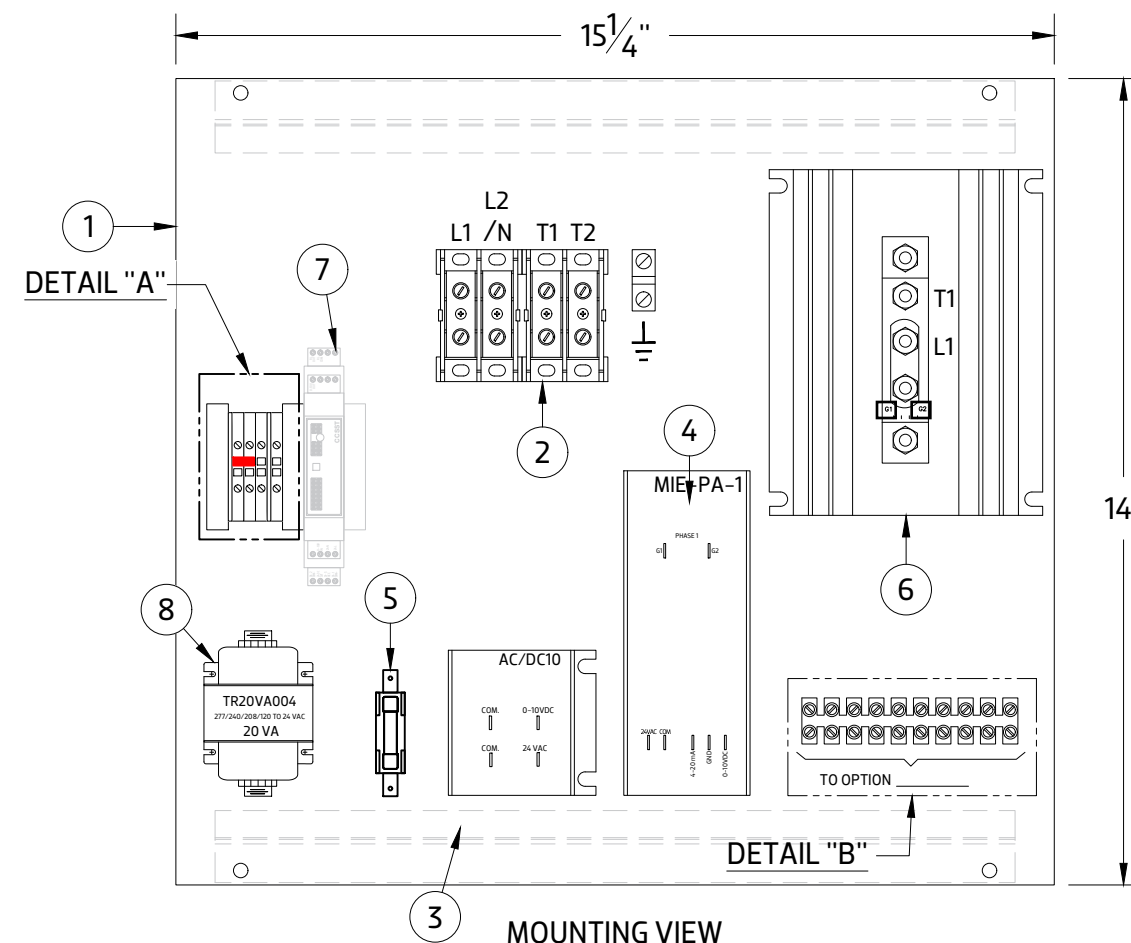 15 1/4"
1
DETAIL "A"
7
L2
L1 /N T1 T2
T1
L1
G1 G2
2
4
MIE-PA-1
PHASE 1
G1 G2
14
6
8
5
TR20VA004
277/240/208/120 TO 24 VAC
20 VA
AC/DC10
COM. 0-10VDC
COM. 24 VAC
24VAC COM
4-20mA
GND
0-10VDC
TO OPTION
DETAIL "B"
3
MOUNTING VIEW